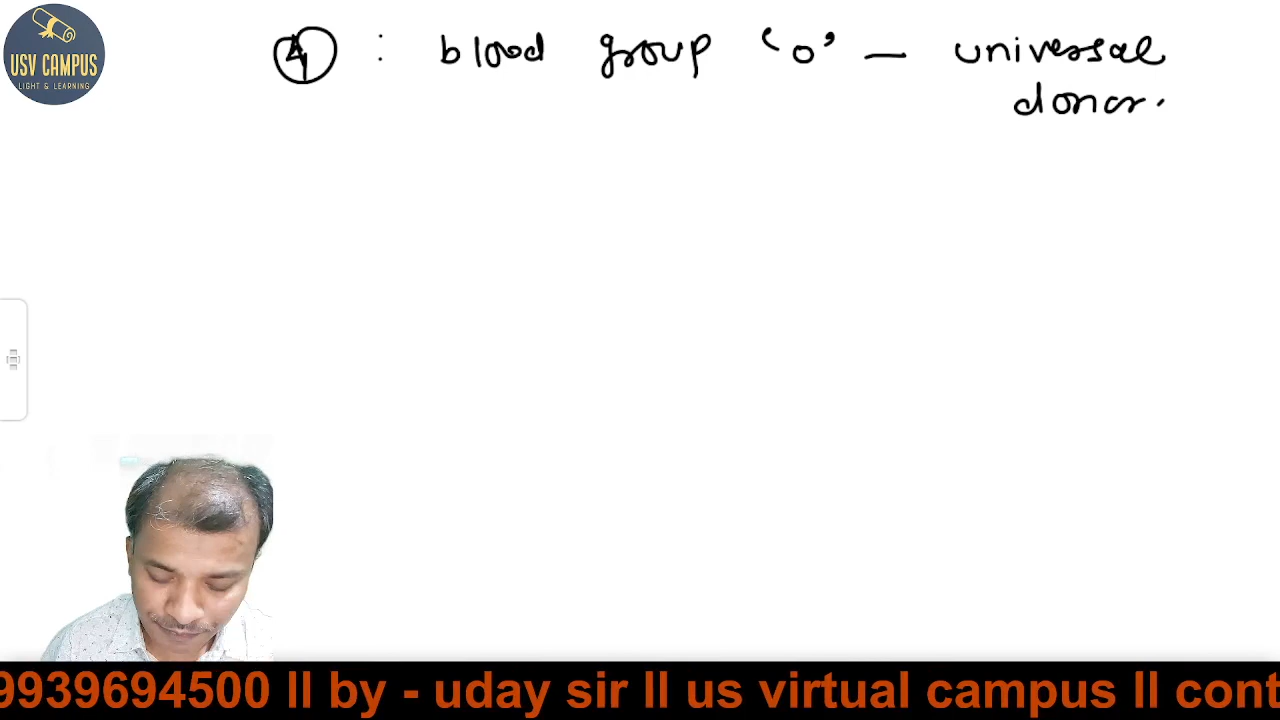 USV CAMPUS
LIGHT & LEARNING
4 : blood group 'o' — universal
donor.
9939694500 ll by - uday sir ll us virtual campus ll cont